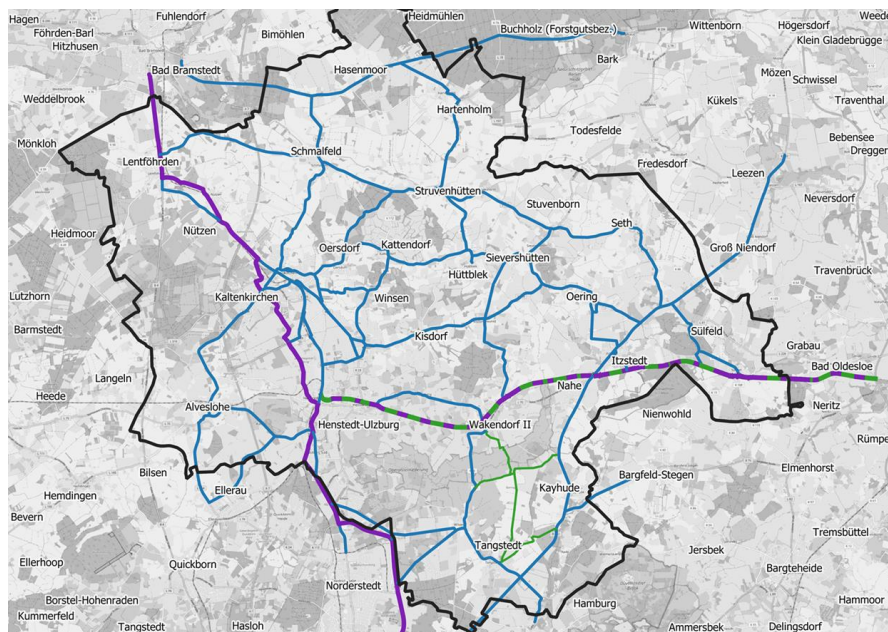 Hagen
Fuhlendorf
Heidmühlen
Weede
Föhrden-Barl
Bimöhlen
Buchholz (Forstgutsbez.)
Wittenborn
Högersdorf
Hitzhusen
Klein Gladebrügge
Bad Bramstedt
Hasenmoor
Bark
Mözen
Schwissel
Weddelbrook
Hartenholm
Kükels
Traventhal
Todesfelde
Mönkloh
Lentföhrden
Schmalfeld
Bebensee
Dregger
Fredesdorf
Leezen
Struvenhütten
Stuvenborn
Neversdorf
Heidmoor
Nützen
Oersdorf
Kattendorf
Seth
Groß Niendorf
Sievershütten
Hüttblek
Travenbrück
Lutzhorn
Kaltenkirchen
Winsen
Oering
Barmstedt
Kisdorf
Sülfeld
Grabau
Itzstedt
Bad Oldesloe
Langeln
Nahe
Heede
Alveslohe
Nienwohld
Neritz
Henstedt-Ulzburg
Wakendorf II
Rümpe
Bilsen
Elmenhorst
Ellerau
Kayhude
Bargfeld-Stegen
Hemdingen
Bevern
Tangstedt
Tremsbüttel
Jersbek
Ellerhoop
Quickborn
Bargteheide
Norderstedt
Borstel-Hohenraden
Hamburg
Hammoor
Kummerfeld
Tangstedt
Hasloh
Ammersbek
Delingsdorf